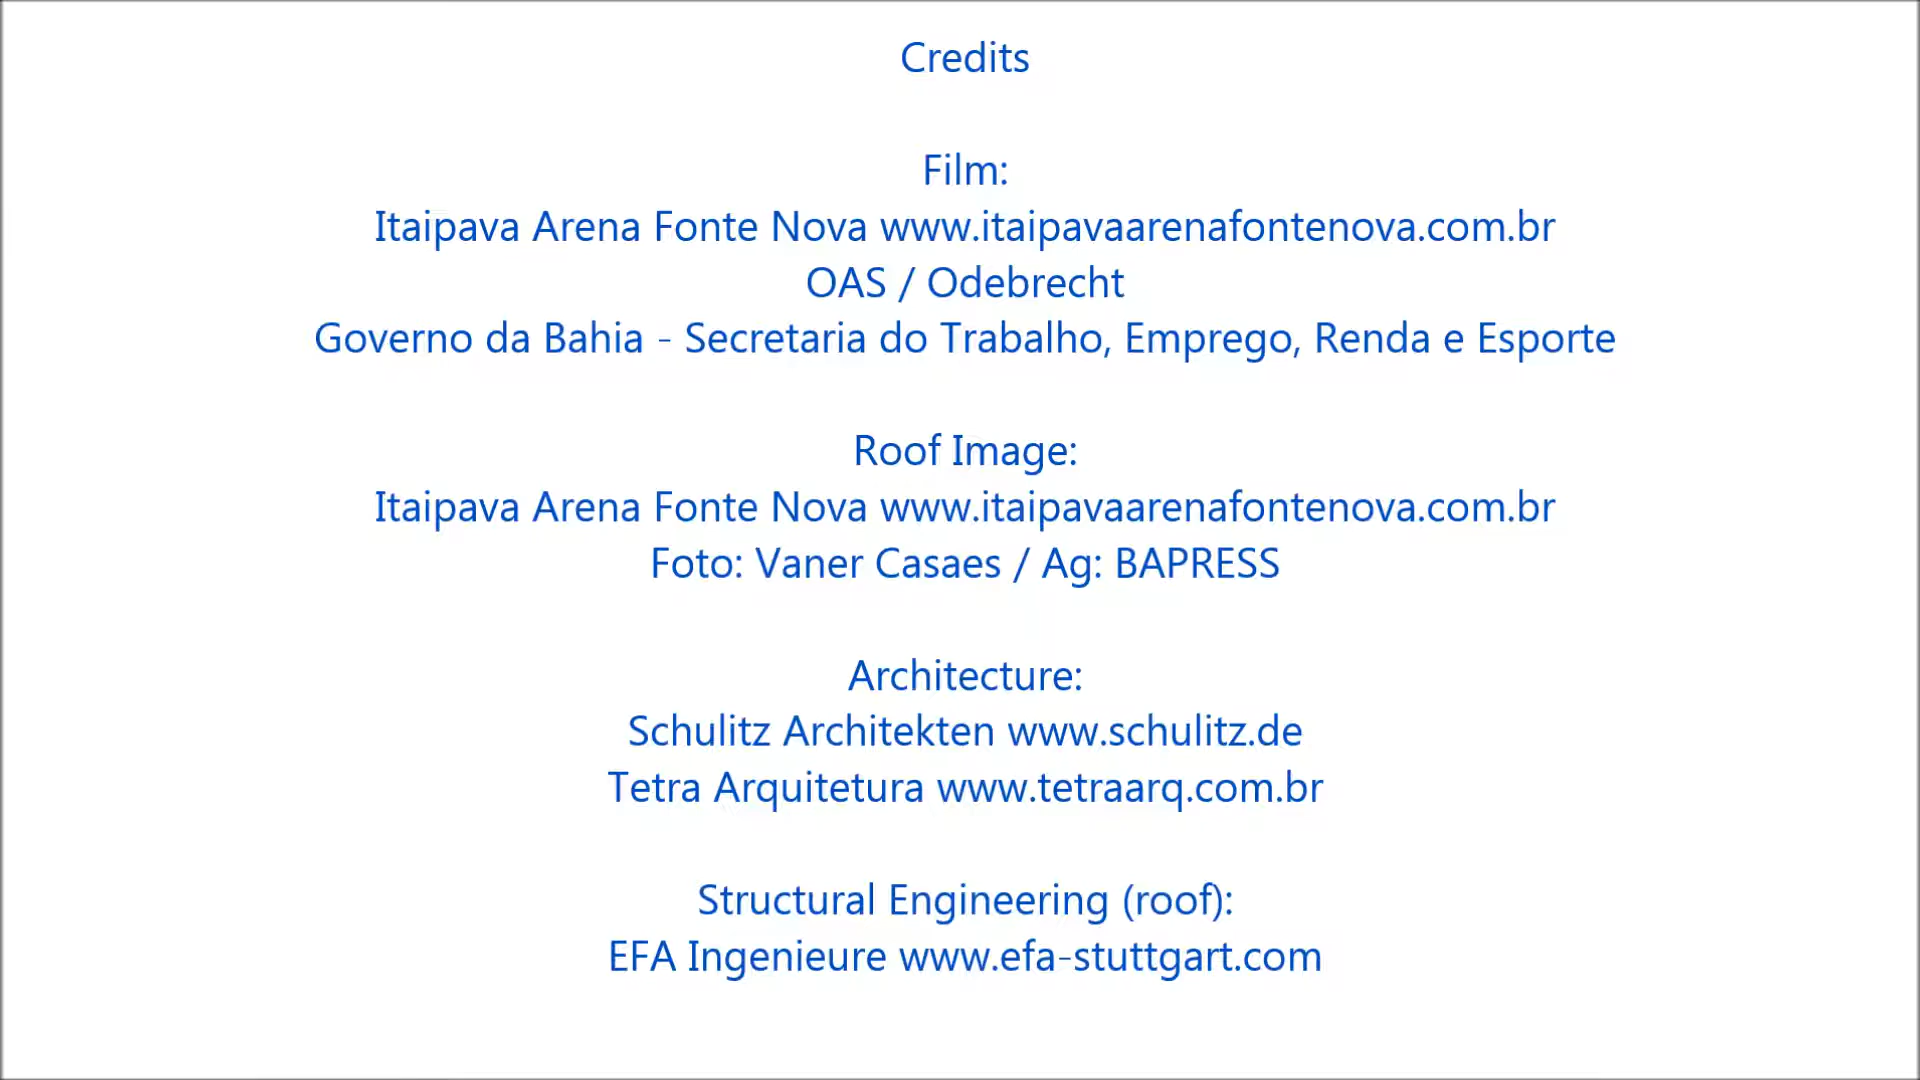 Credits
Film:
Itaipava Arena Fonte Nova www.itaipavaarenafontenova.com.br
OAS / Odebrecht
Governo da Bahia - Secretaria do Trabalho, Emprego, Renda e Esporte
Roof Image:
Itaipava Arena Fonte Nova www.itaipavaarenafontenova.com.br
Foto: Vaner Casaes / Ag: BAPRESS
Architecture:
Schulitz Architekten www.schulitz.de
Tetra Arquitetura www.tetraarq.com.br
Structural Engineering (roof):
EFA Ingenieure www.efa-stuttgart.com